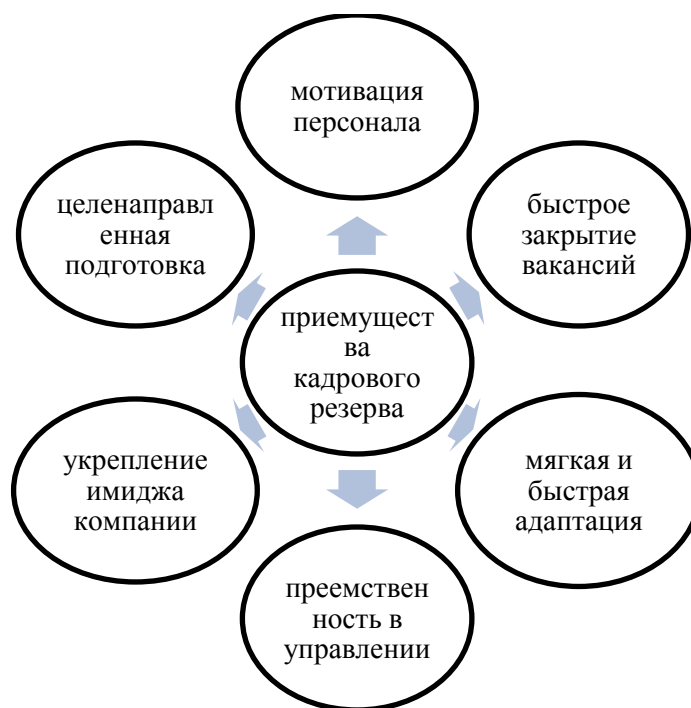 мотивация
персонала
целенаправл
енная
подготовка
быстрое
закрытие
вакансий
приемущест
ва
кадрового
резерва
укрепление
имиджа
компании
мягкая и
быстрая
адаптация
преемствен
ность в
управлении